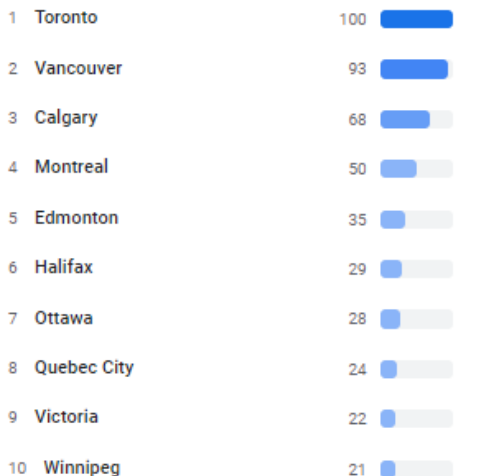 1 Toronto 100
2 Vancouver 93
3 Calgary 68
4 Montreal 50
5 Edmonton 35
6 Halifax 29
7 Ottawa 28
8 Quebec City 24
9 Victoria 22
10 Winnipeg 21